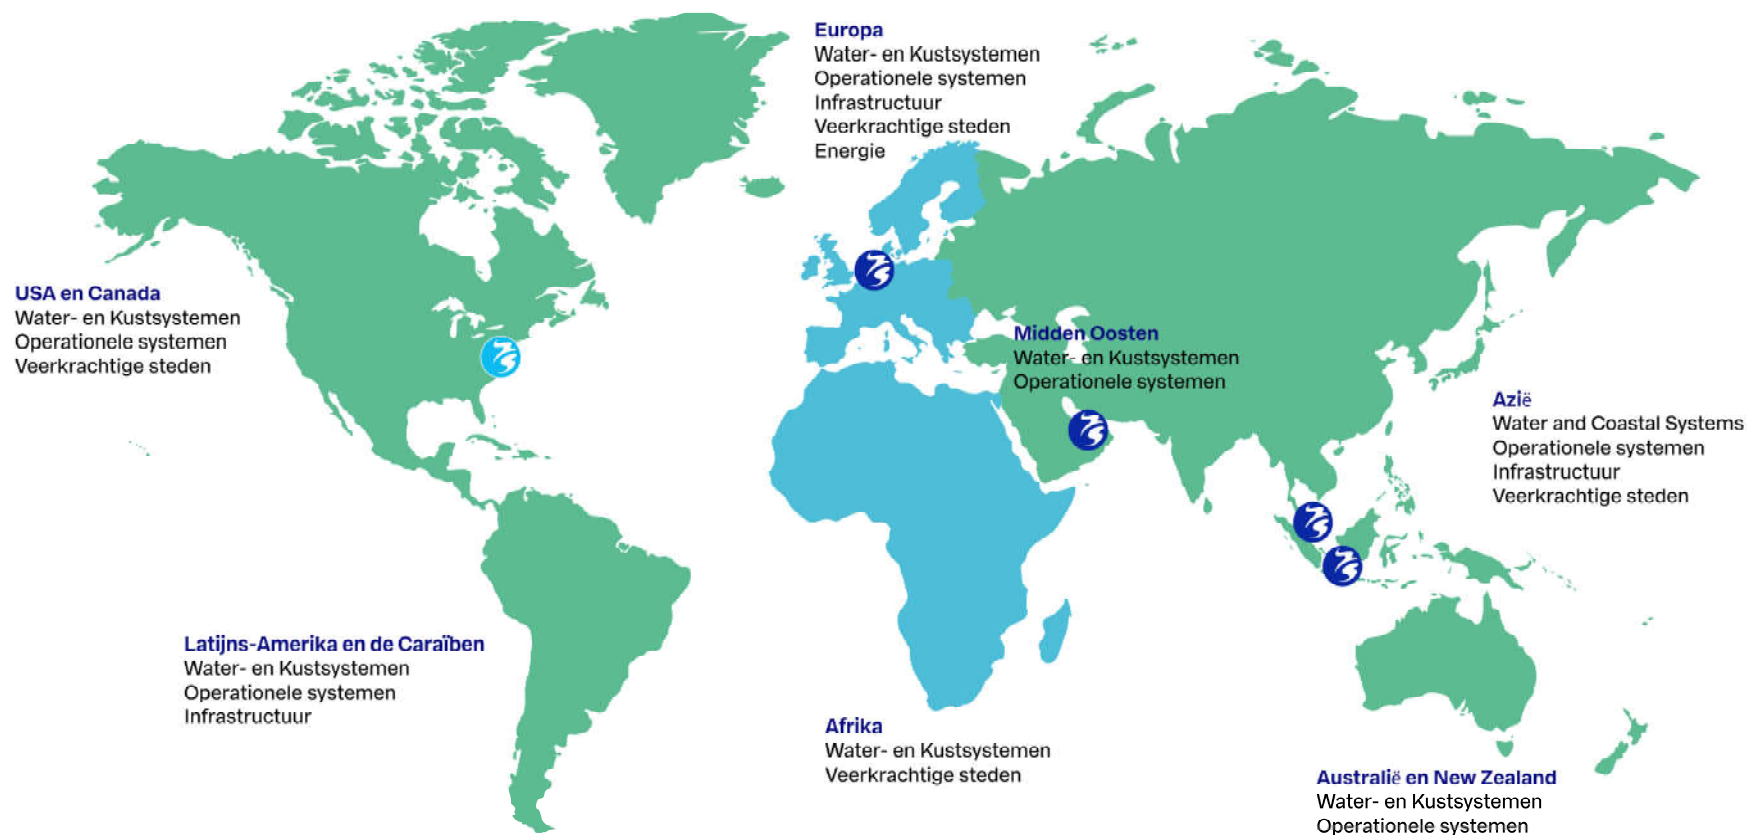 Europa
Water- en Kustsystemen
Operationele systemen
Infrastructuur
Veerkrachtige steden
Energie
USA en Canada
Water- en Kustsystemen
Operationele systemen
Veerkrachtige steden
Midden Oosten
Water- en Kustsystemen
Operationele systemen
Azië
Water and Coastal Systems
Operationele systemen
Infrastructuur
Veerkrachtige steden
Latijns-Amerika en de Caraïben
Water- en Kustsystemen
Operationele systemen
Infrastructuur
Afrika
Water- en Kustsystemen
Veerkrachtige steden
Australië en New Zealand
Water- en Kustsystemen
Operationele systemen